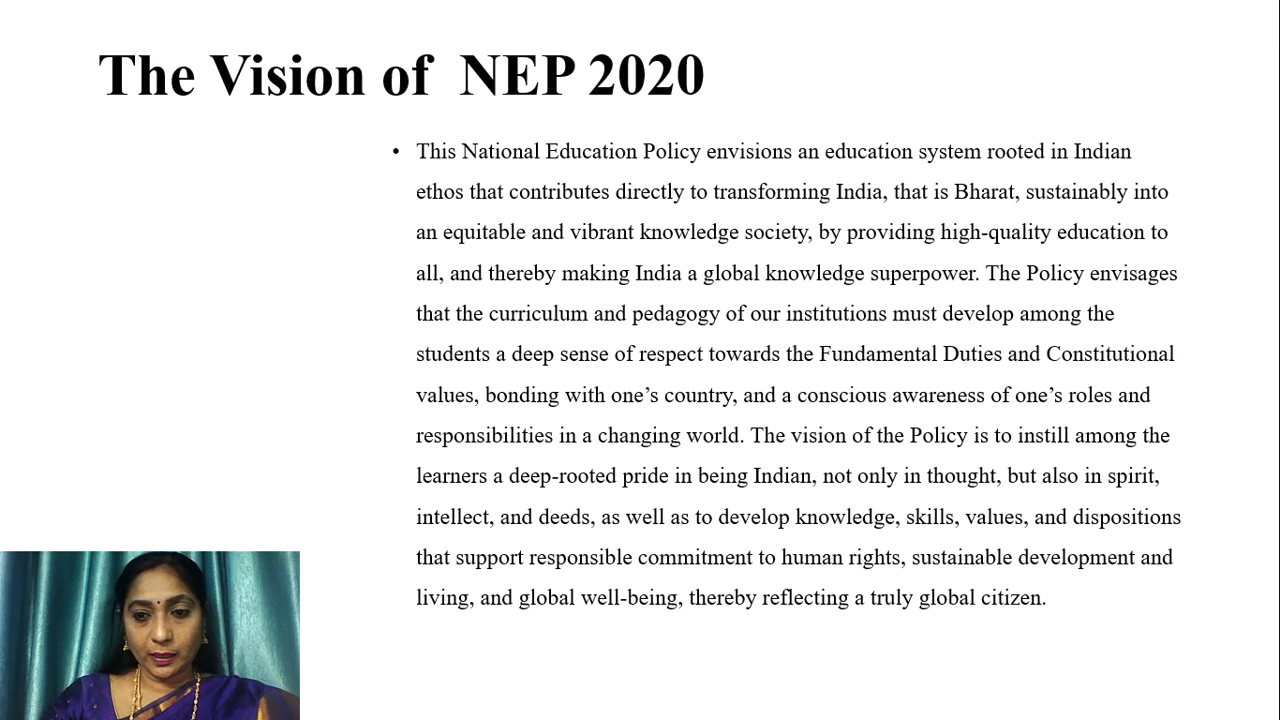 The Vision of  NEP 2020
• This National Education Policy envisions an education system rooted in Indian
ethos that contributes directly to transforming India, that is Bharat, sustainably into
an equitable and vibrant knowledge society, by providing high-quality education to
all, and thereby making India a global knowledge superpower. The Policy envisages
that the curriculum and pedagogy of our institutions must develop among the
students a deep sense of respect towards the Fundamental Duties and Constitutional
values, bonding with one’s country, and a conscious awareness of one’s roles and
responsibilities in a changing world. The vision of the Policy is to instill among the
learners a deep-rooted pride in being Indian, not only in thought, but also in spirit,
intellect, and deeds, as well as to develop knowledge, skills, values, and dispositions
that support responsible commitment to human rights, sustainable development and
living, and global well-being, thereby reflecting a truly global citizen.